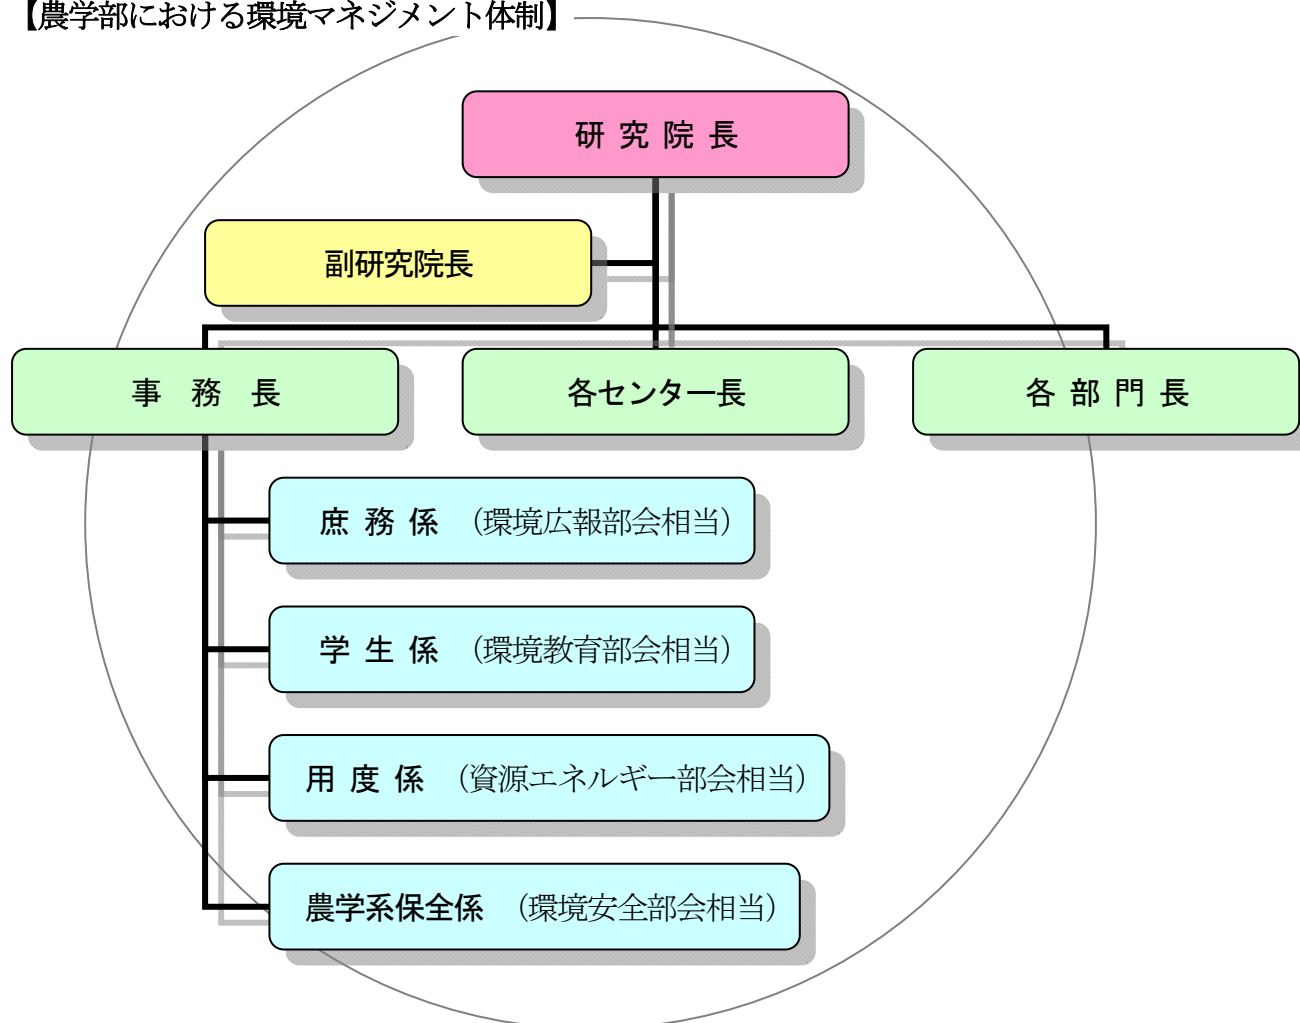 【農学部における環境マネジメント体制】
研 究 院 長
副研究院長
事　務　長
各センター長
各 部 門 長
庶 務 係　（環境広報部会相当）
学 生 係　（環境教育部会相当）
用 度 係　（資源エネルギー部会相当）
農学系保全係　（環境安全部会相当）